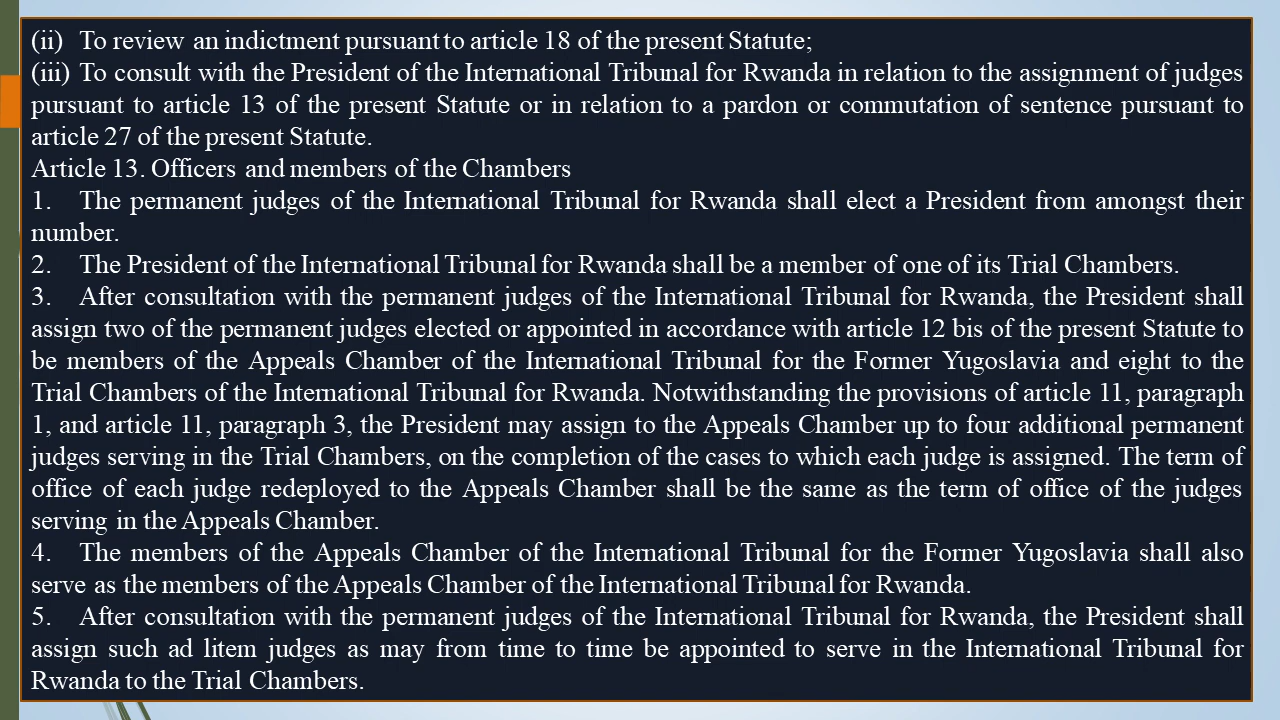 (ii) To review an indictment pursuant to article 18 of the present Statute;
(iii) To consult with the President of the International Tribunal for Rwanda in relation to the assignment of judges
pursuant to article 13 of the present Statute or in relation to a pardon or commutation of sentence pursuant to
article 27 of the present Statute.
Article 13. Officers and members of the Chambers
1. The permanent judges of the International Tribunal for Rwanda shall elect a President from amongst their
number.
2. The President of the International Tribunal for Rwanda shall be a member of one of its Trial Chambers.
3. After consultation with the permanent judges of the International Tribunal for Rwanda, the President shall
assign two of the permanent judges elected or appointed in accordance with article 12 bis of the present Statute to
be members of the Appeals Chamber of the International Tribunal for the Former Yugoslavia and eight to the
Trial Chambers of the International Tribunal for Rwanda. Notwithstanding the provisions of article 11, paragraph
1, and article 11, paragraph 3, the President may assign to the Appeals Chamber up to four additional permanent
judges serving in the Trial Chambers, on the completion of the cases to which each judge is assigned. The term of
office of each judge redeployed to the Appeals Chamber shall be the same as the term of office of the judges
serving in the Appeals Chamber.
4. The members of the Appeals Chamber of the International Tribunal for the Former Yugoslavia shall also
serve as the members of the Appeals Chamber of the International Tribunal for Rwanda.
5. After consultation with the permanent judges of the International Tribunal for Rwanda, the President shall
assign such ad litem judges as may from time to time be appointed to serve in the International Tribunal for
Rwanda to the Trial Chambers.